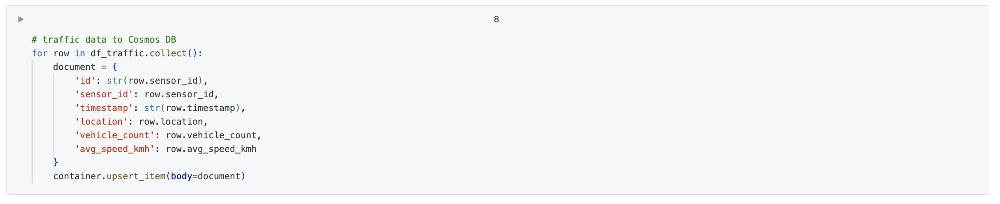 8
# traffic data to Cosmos DB
for row in df_traffic.collect():
    document = {
        'id': str(row.sensor_id),
        'sensor_id': row.sensor_id,
        'timestamp': str(row.timestamp),
        'location': row.location,
        'vehicle_count': row.vehicle_count,
        'avg_speed_kmh': row.avg_speed_kmh
    }
    container.upsert_item(body=document)